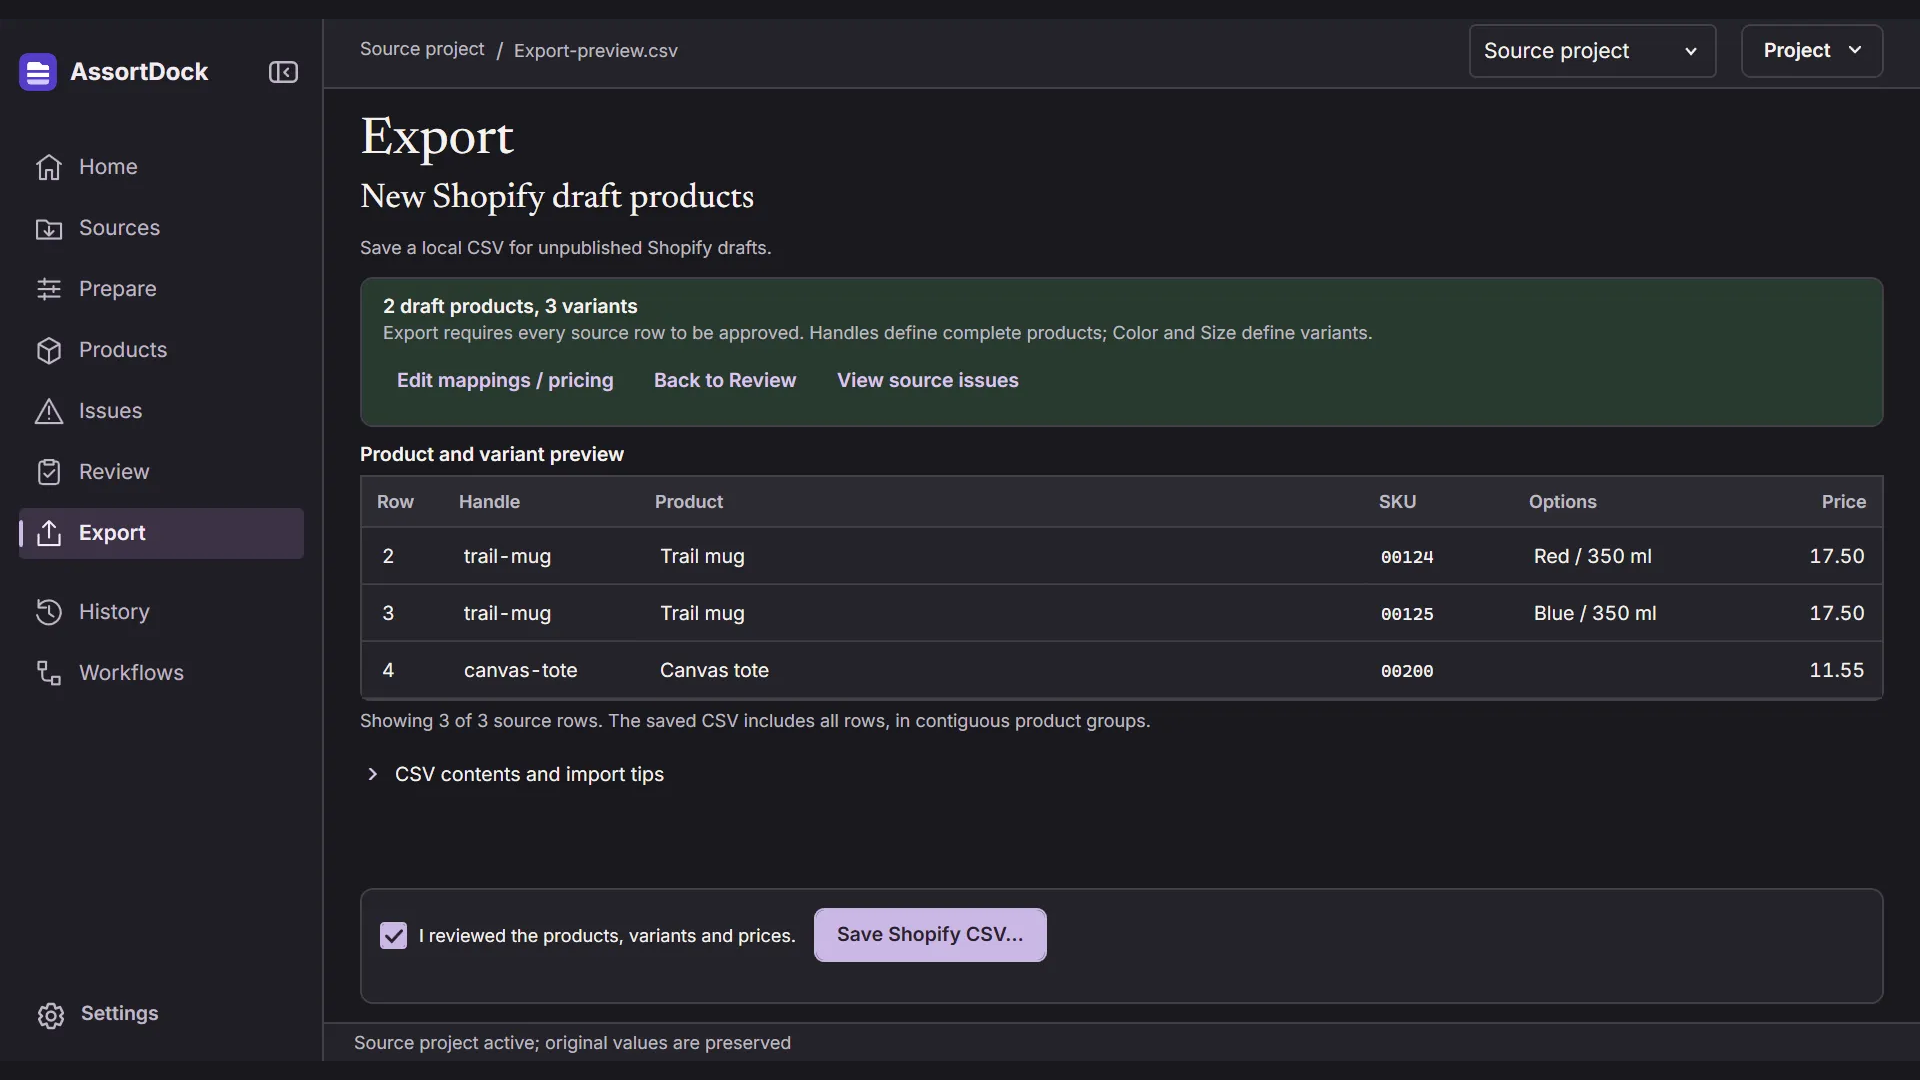 AssortDock
Source project / Export-preview.csv
Source project
Project
Home
Sources
Prepare
Products
Issues
Review
Export
History
Workflows
Settings
Export
New Shopify draft products
Save a local CSV for unpublished Shopify drafts.
2 draft products, 3 variants
Export requires every source row to be approved. Handles define complete products; Color and Size define variants.
Edit mappings / pricing Back to Review View source issues
Product and variant preview
Row Handle Product SKU Options Price
2 trail-mug Trail mug 00124 Red / 350 ml 17.50
3 trail-mug Trail mug 00125 Blue / 350 ml 17.50
4 canvas-tote Canvas tote 00200 11.55
Showing 3 of 3 source rows. The saved CSV includes all rows, in contiguous product groups.
CSV contents and import tips
I reviewed the products, variants and prices. Save Shopify CSV...
Source project active; original values are preserved